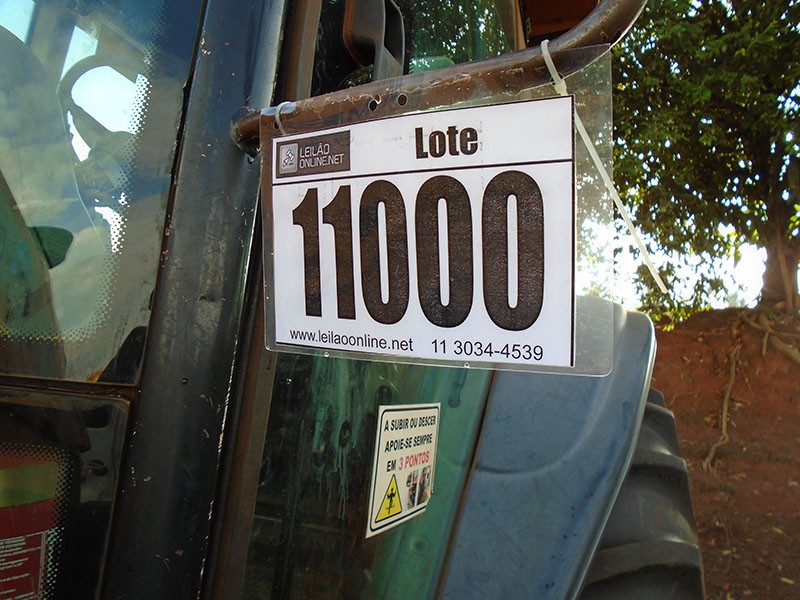 LEILÃO
ONLINE.NET
Lote
11000
www.leilaoonline.net 11 3034-4539
A SUBIR OU DESCER
APOIE-SE SEMPRE
EM 3 PONTOS